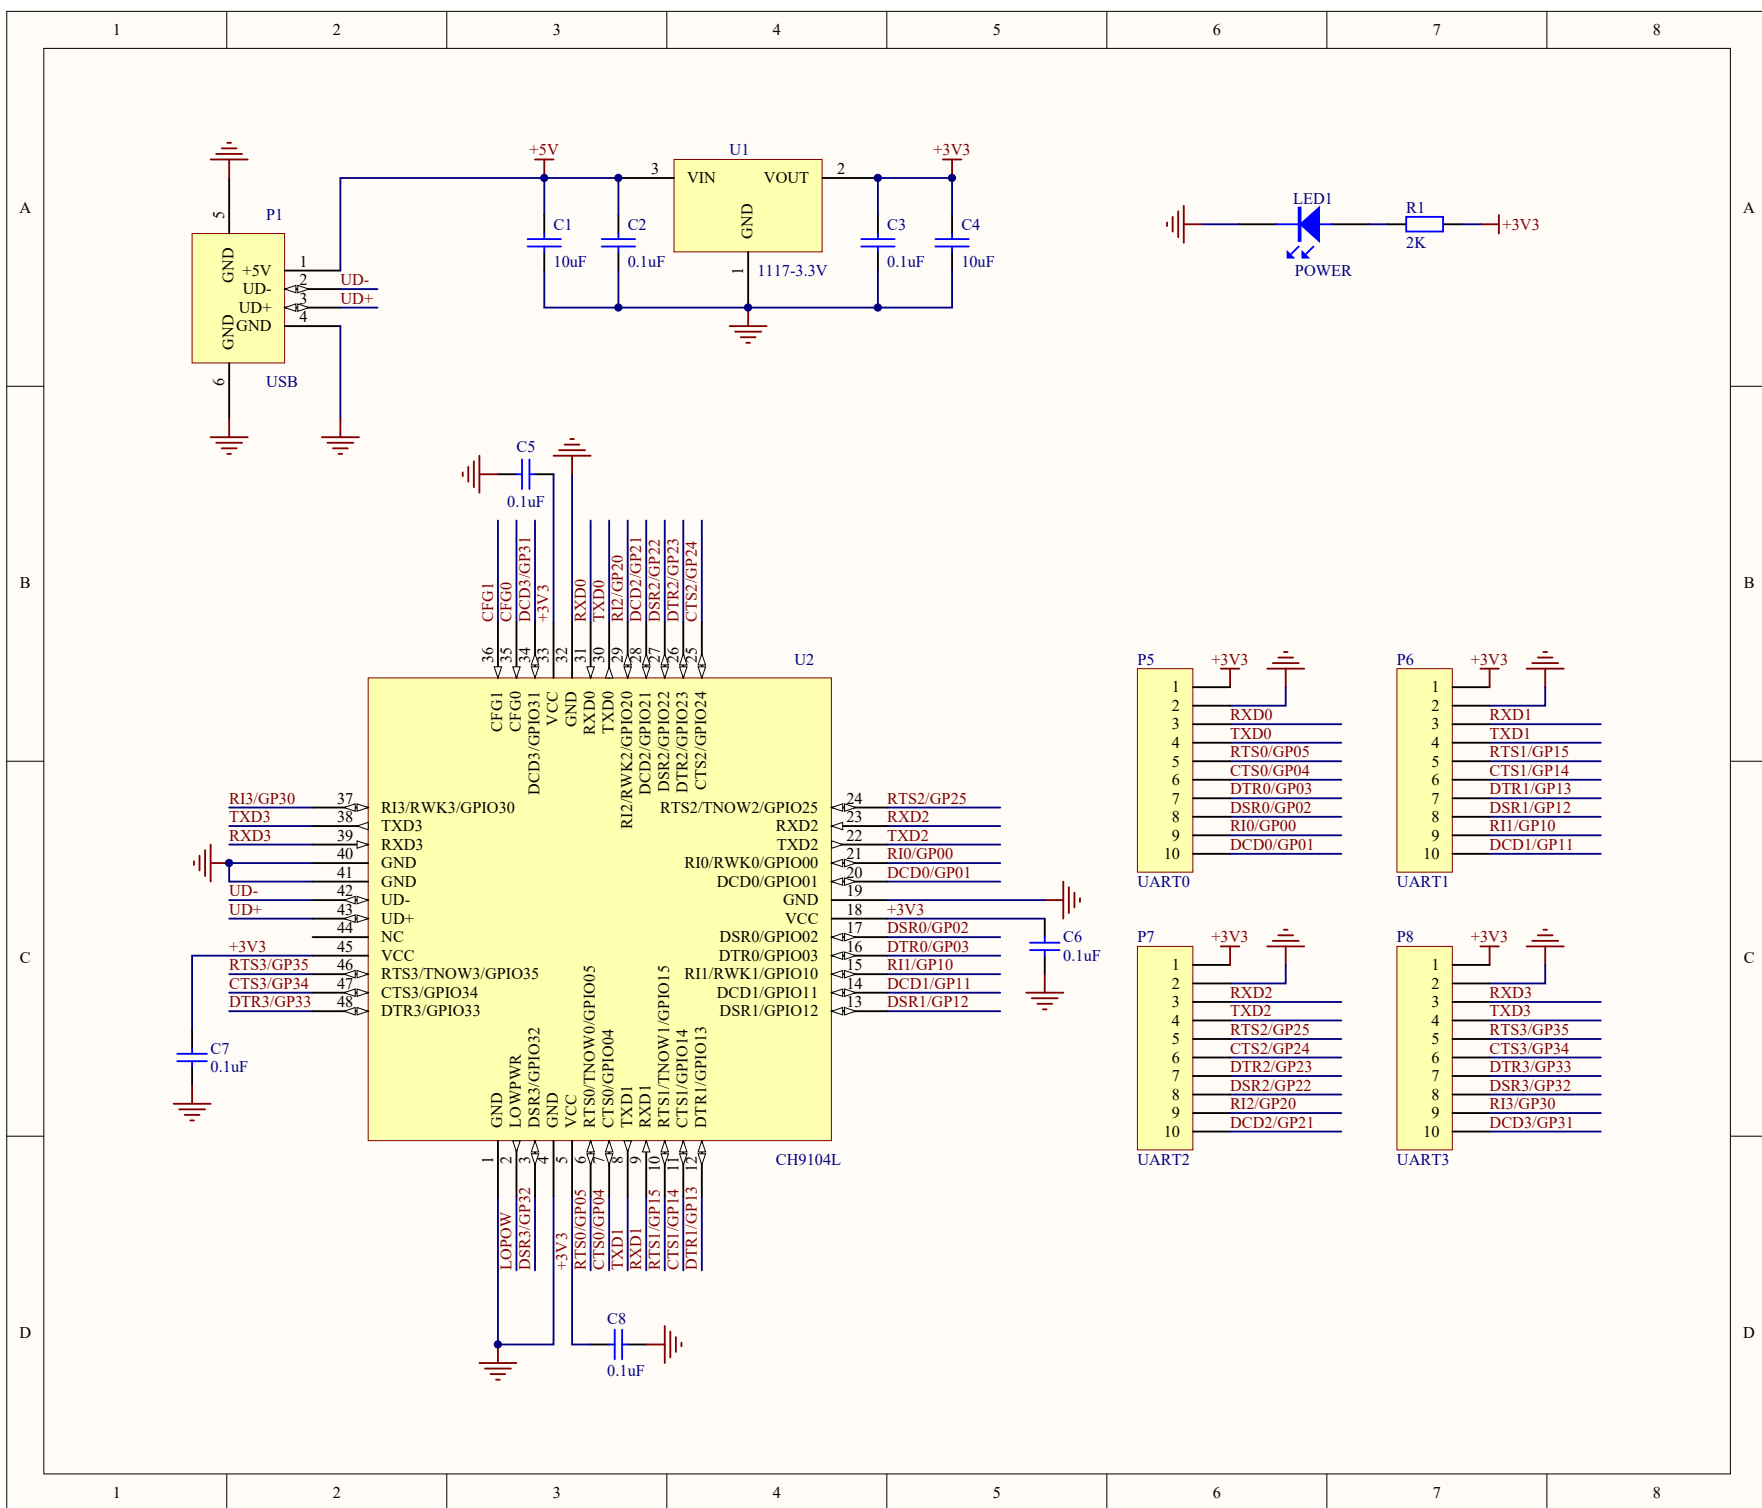 1 2 3 4 5 6 7 8
A A
B B
C C
D D
5
P1
GND
+5V 1
UD- 2 UD-
UD+ 3 UD+
GND 4
GND
6
USB
+5V
U1
+3V3
3 VIN VOUT 2
GND
1
1117-3.3V
C1
10uF
C2
0.1uF
C3
0.1uF
C4
10uF
LED1
POWER
R1
2K
+3V3
C5
0.1uF
CFG1 36 CFG1
CFG0 35 CFG0
DCD3/GP31 34 DCD3/GPIO31
+3V3 33 VCC
32 GND
RXD0 31 RXD0
TXD0 30 TXD0
RI2/GP20 29 RI2/RWK2/GPIO20
DCD2/GP21 28 DCD2/GPIO21
DSR2/GP22 27 DSR2/GPIO22
DTR2/GP23 26 DTR2/GPIO23
CTS2/GP24 25 CTS2/GPIO24
U2
RI3/GP30 37 RI3/RWK3/GPIO30
TXD3 38 TXD3
RXD3 39 RXD3
40 GND
41 GND
UD- 42 UD-
UD+ 43 UD+
44 NC
+3V3 45 VCC
RTS3/GP35 46 RTS3/TNOW3/GPIO35
CTS3/GP34 47 CTS3/GPIO34
DTR3/GP33 48 DTR3/GPIO33
C7
0.1uF
RTS2/TNOW2/GPIO25 24 RTS2/GP25
RXD2 23 RXD2
TXD2 22 TXD2
RI0/RWK0/GPIO00 21 RI0/GP00
DCD0/GPIO01 20 DCD0/GP01
GND 19
VCC 18 +3V3
DSR0/GPIO02 17 DSR0/GP02
DTR0/GPIO03 16 DTR0/GP03
RI1/RWK1/GPIO10 15 RI1/GP10
DCD1/GPIO11 14 DCD1/GP11
DSR1/GPIO12 13 DSR1/GP12
C6
0.1uF
GND 1
LOWPWR 2 LOPOW
DSR3/GPIO32 3 DSR3/GP32
GND 4
VCC 5 +3V3
RTS0/TNOW0/GPIO05 6 RTS0/GP05
CTS0/GPIO04 7 CTS0/GP04
TXD1 8 TXD1
RXD1 9 RXD1
RTS1/TNOW1/GPIO15 10 RTS1/GP15
CTS1/GPIO14 11 CTS1/GP14
DTR1/GPIO13 12 DTR1/GP13
CH9104L
C8
0.1uF
P5 +3V3
1
2
3 RXD0
4 TXD0
5 RTS0/GP05
6 CTS0/GP04
7 DTR0/GP03
8 DSR0/GP02
9 RI0/GP00
10 DCD0/GP01
UART0
P6 +3V3
1
2
3 RXD1
4 TXD1
5 RTS1/GP15
6 CTS1/GP14
7 DTR1/GP13
8 DSR1/GP12
9 RI1/GP10
10 DCD1/GP11
UART1
P7 +3V3
1
2
3 RXD2
4 TXD2
5 RTS2/GP25
6 CTS2/GP24
7 DTR2/GP23
8 DSR2/GP22
9 RI2/GP20
10 DCD2/GP21
UART2
P8 +3V3
1
2
3 RXD3
4 TXD3
5 RTS3/GP35
6 CTS3/GP34
7 DTR3/GP33
8 DSR3/GP32
9 RI3/GP30
10 DCD3/GP31
UART3
1 2 3 4 5 6 7 8